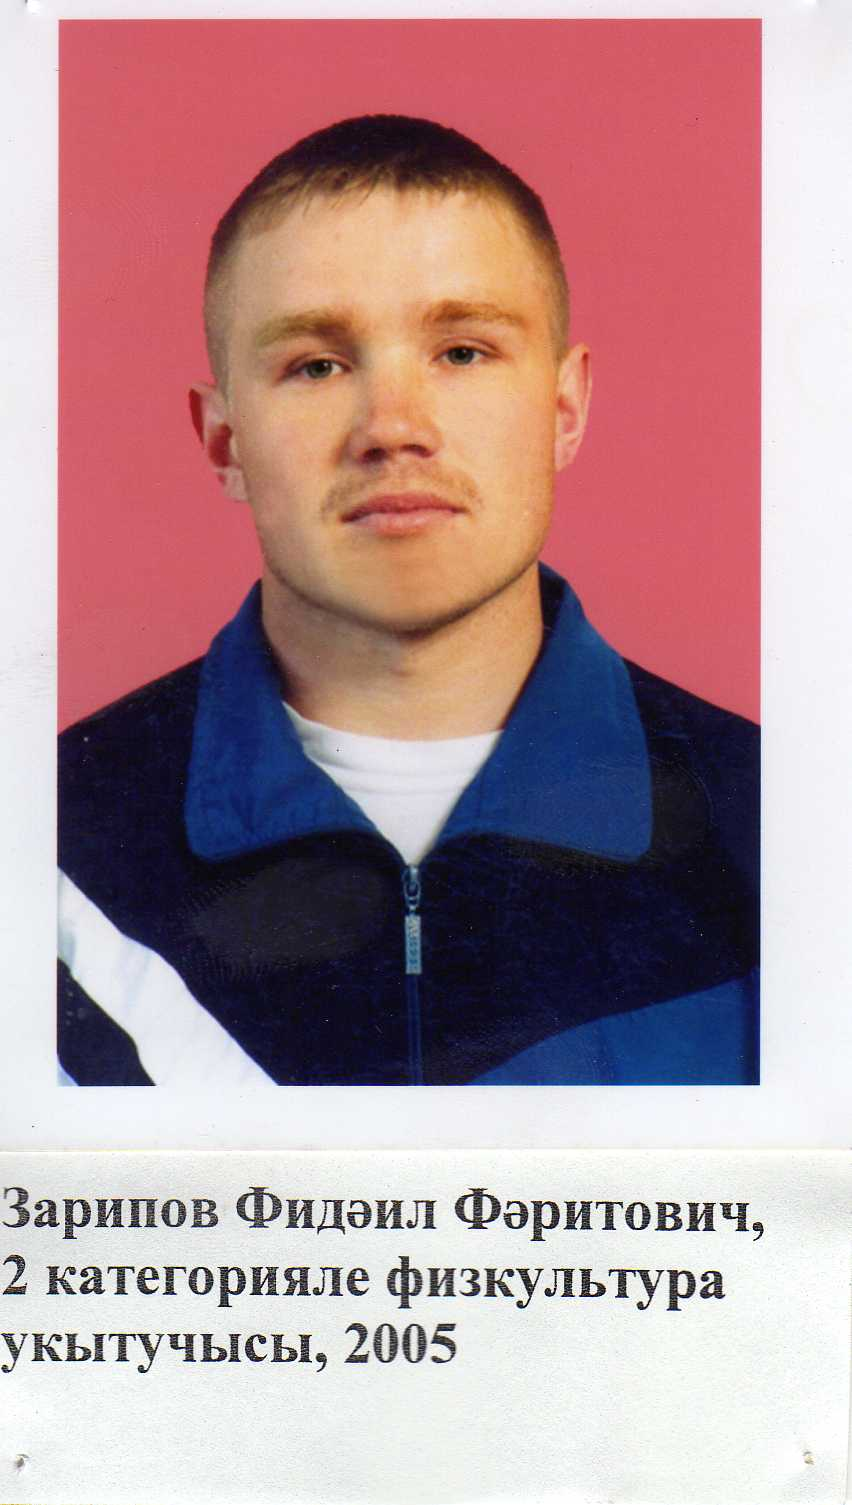 Зарипов Фидәил Фәритович,
2 категорияле физкультура
укытучысы, 2005